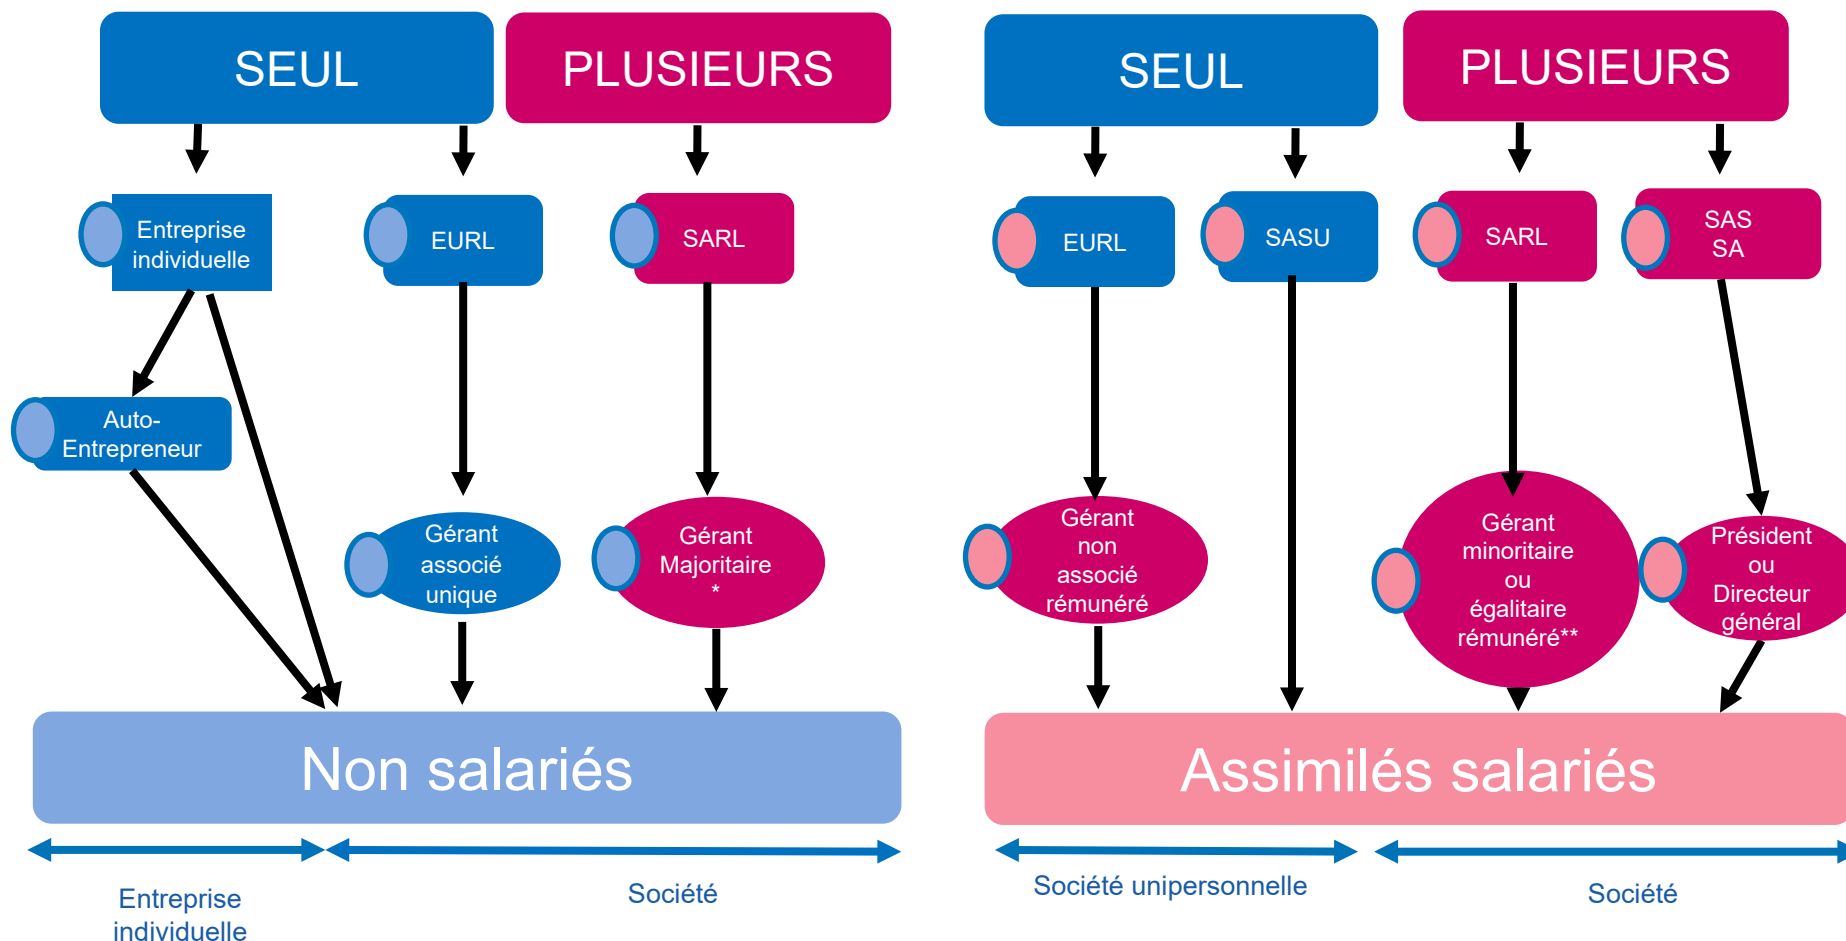 SEUL
PLUSIEURS
SEUL
PLUSIEURS
Entreprise
individuelle
EURL
SARL
EURL
SASU
SARL
SAS
SA
Auto-
Entrepreneur
Gérant
associé
unique
Gérant
Majoritaire
*
Gérant
non
associé
rémunéré
Gérant
minoritaire
ou
égalitaire
rémunéré**
Président
ou
Directeur
général
Non salariés
Assimilés salariés
Entreprise
individuelle
Société
Société unipersonnelle
Société